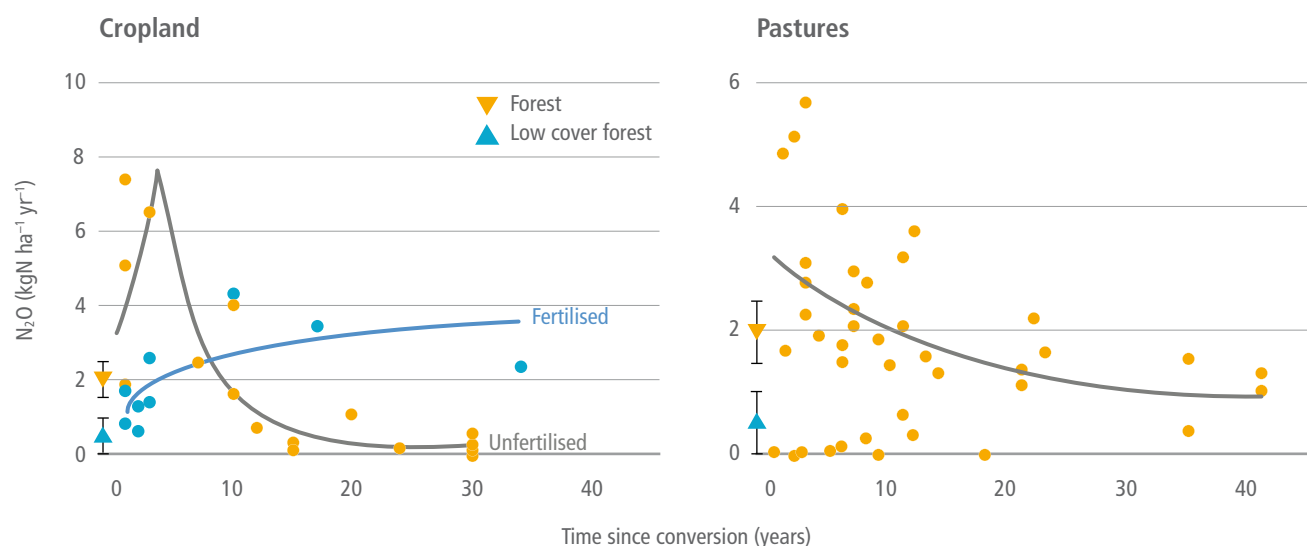 Cropland
Pastures
10
8
6
4
2
0
N₂O (kgN ha⁻¹ yr⁻¹)
Forest
Low cover forest
Fertilised
Unfertilised
0 10 20 30 40
6
4
2
0
0 10 20 30 40
Time since conversion (years)